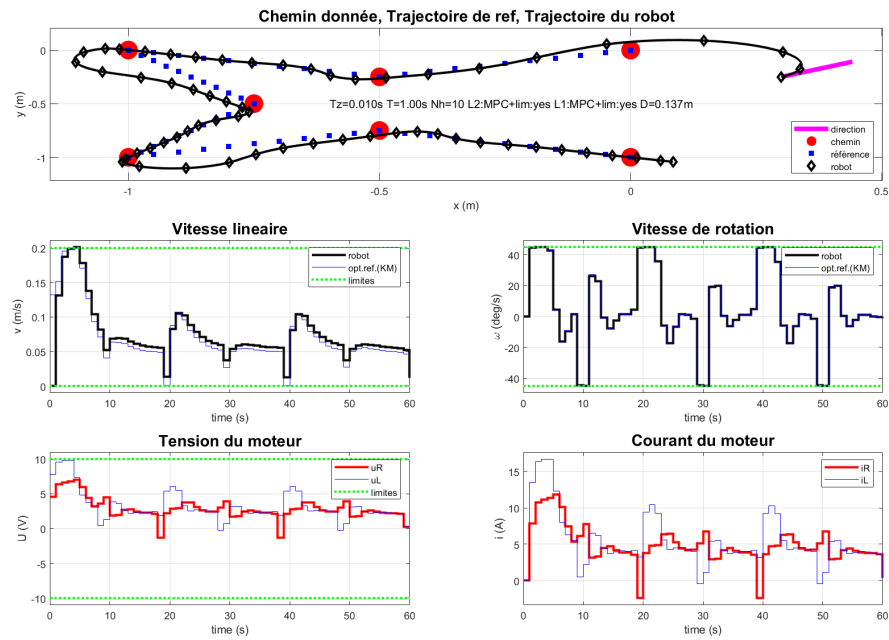 Chemin donnée, Trajectoire de ref, Trajectoire du robot
0
-0.5
-1
y (m)
Tz=0.010s T=1.00s Nh=10 L2:MPC+lim:yes L1:MPC+lim:yes D=0.137m
direction
chemin
référence
robot
-1
-0.5
0
0.5
x (m)
Vitesse lineaire
0.2
0.15
0.1
0.05
0
v (m/s)
robot
opt.ref.(KM)
limites
0
10
20
30
40
50
60
time (s)
Vitesse de rotation
40
20
0
-20
-40
ω (deg/s)
robot
opt.ref.(KM)
0
10
20
30
40
50
60
time (s)
Tension du moteur
10
5
0
-5
-10
U (V)
uR
uL
limites
0
10
20
30
40
50
60
time (s)
Courant du moteur
15
10
5
0
i (A)
iR
iL
0
10
20
30
40
50
60
time (s)